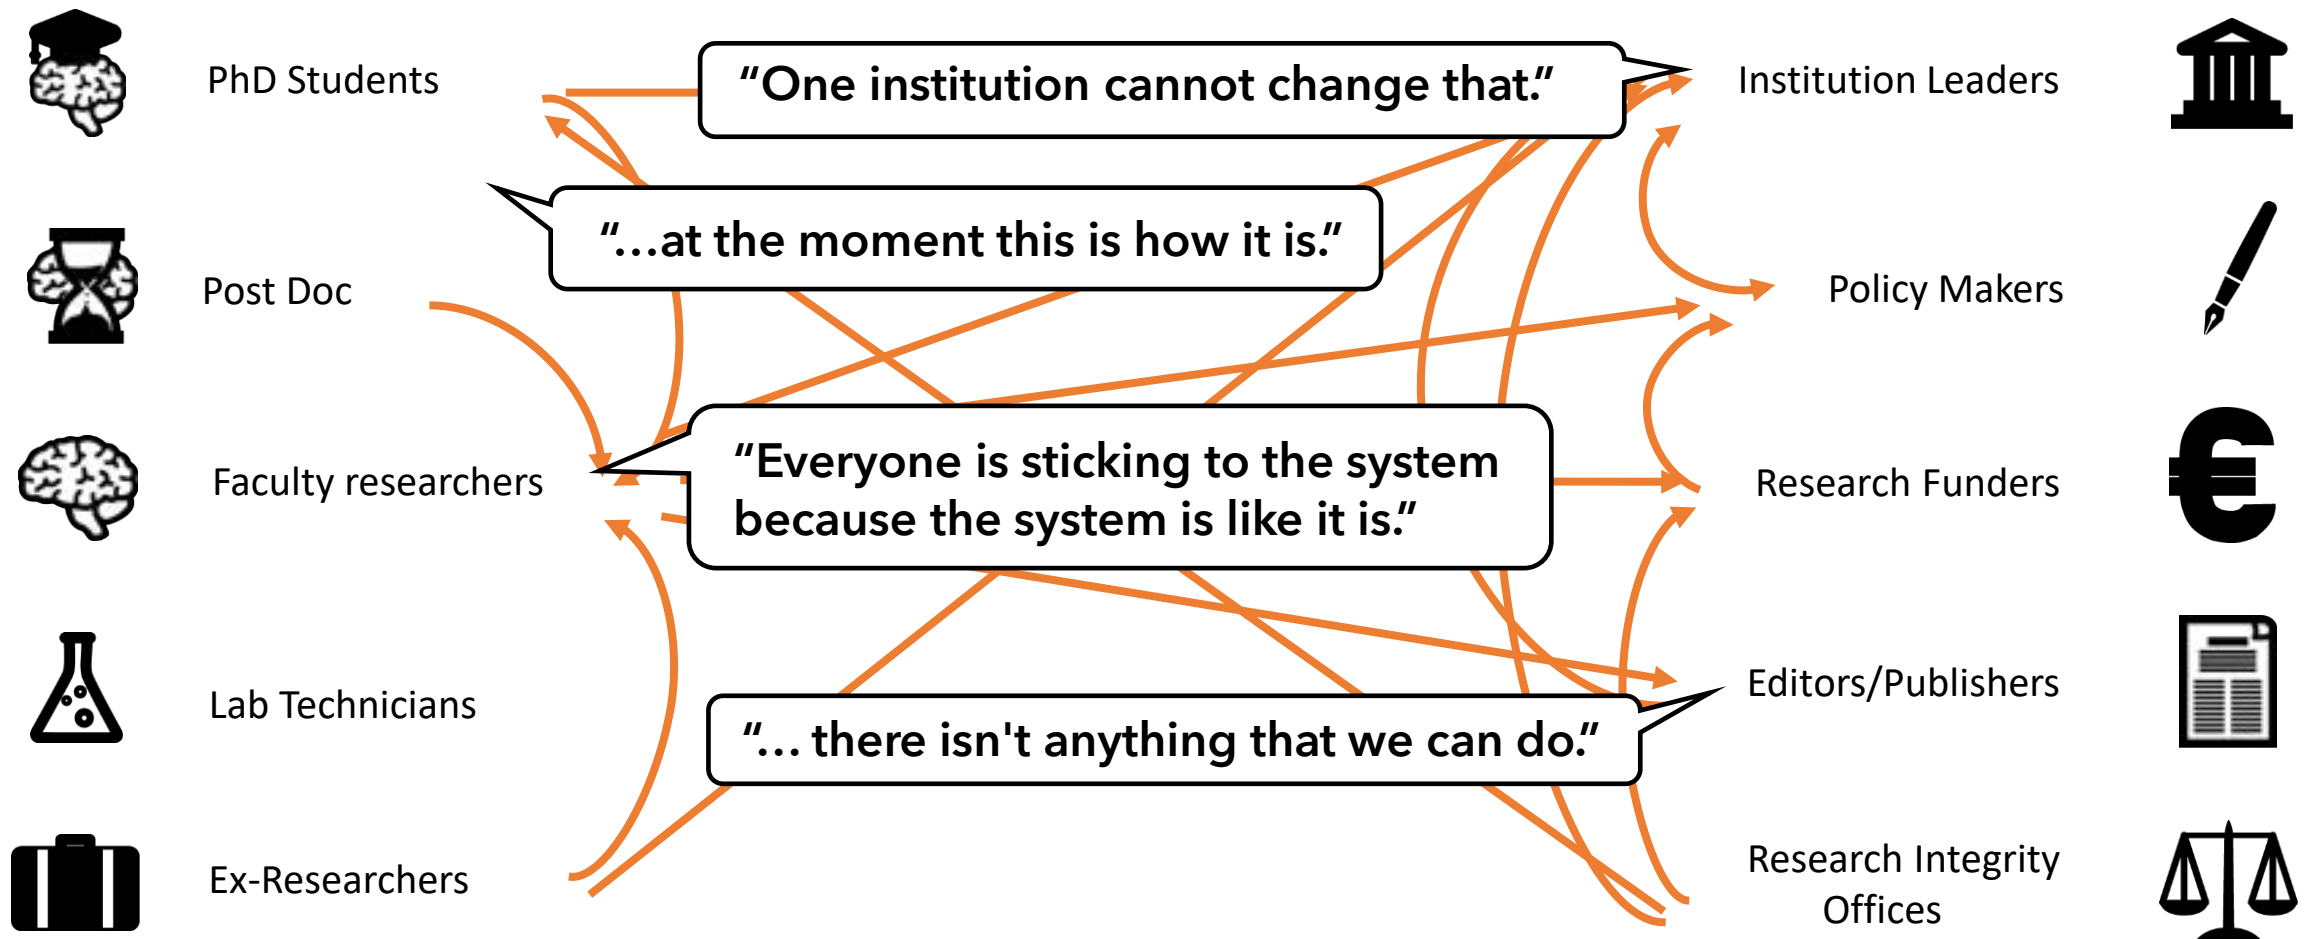 PhD Students
“One institution cannot change that.”
Institution Leaders
“…at the moment this is how it is.”
Post Doc
Policy Makers
“Everyone is sticking to the system
because the system is like it is.”
Faculty researchers
Research Funders
Lab Technicians
Editors/Publishers
“… there isn't anything that we can do.”
Ex-Researchers
Research Integrity
Offices